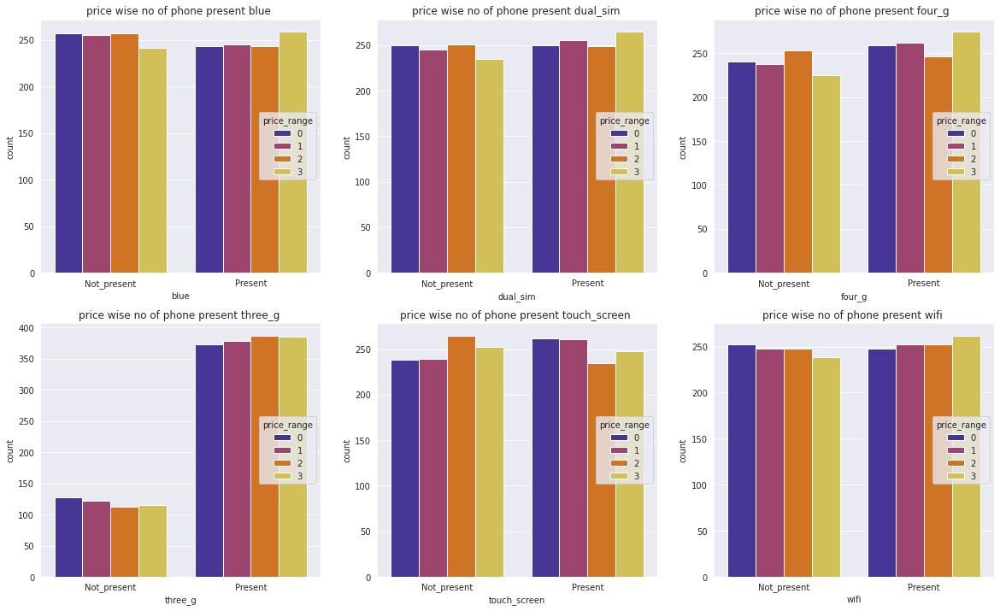 price wise no of phone present blue
count
250
200
150
100
50
0
Not_present
Present
blue
price_range
0
1
2
3
price wise no of phone present dual_sim
count
250
200
150
100
50
0
Not_present
Present
dual_sim
price_range
0
1
2
3
price wise no of phone present four_g
count
250
200
150
100
50
0
Not_present
Present
four_g
price_range
0
1
2
3
price wise no of phone present three_g
count
400
350
300
250
200
150
100
50
0
Not_present
Present
three_g
price_range
0
1
2
3
price wise no of phone present touch_screen
count
250
200
150
100
50
0
Not_present
Present
touch_screen
price_range
0
1
2
3
price wise no of phone present wifi
count
250
200
150
100
50
0
Not_present
Present
wifi
price_range
0
1
2
3